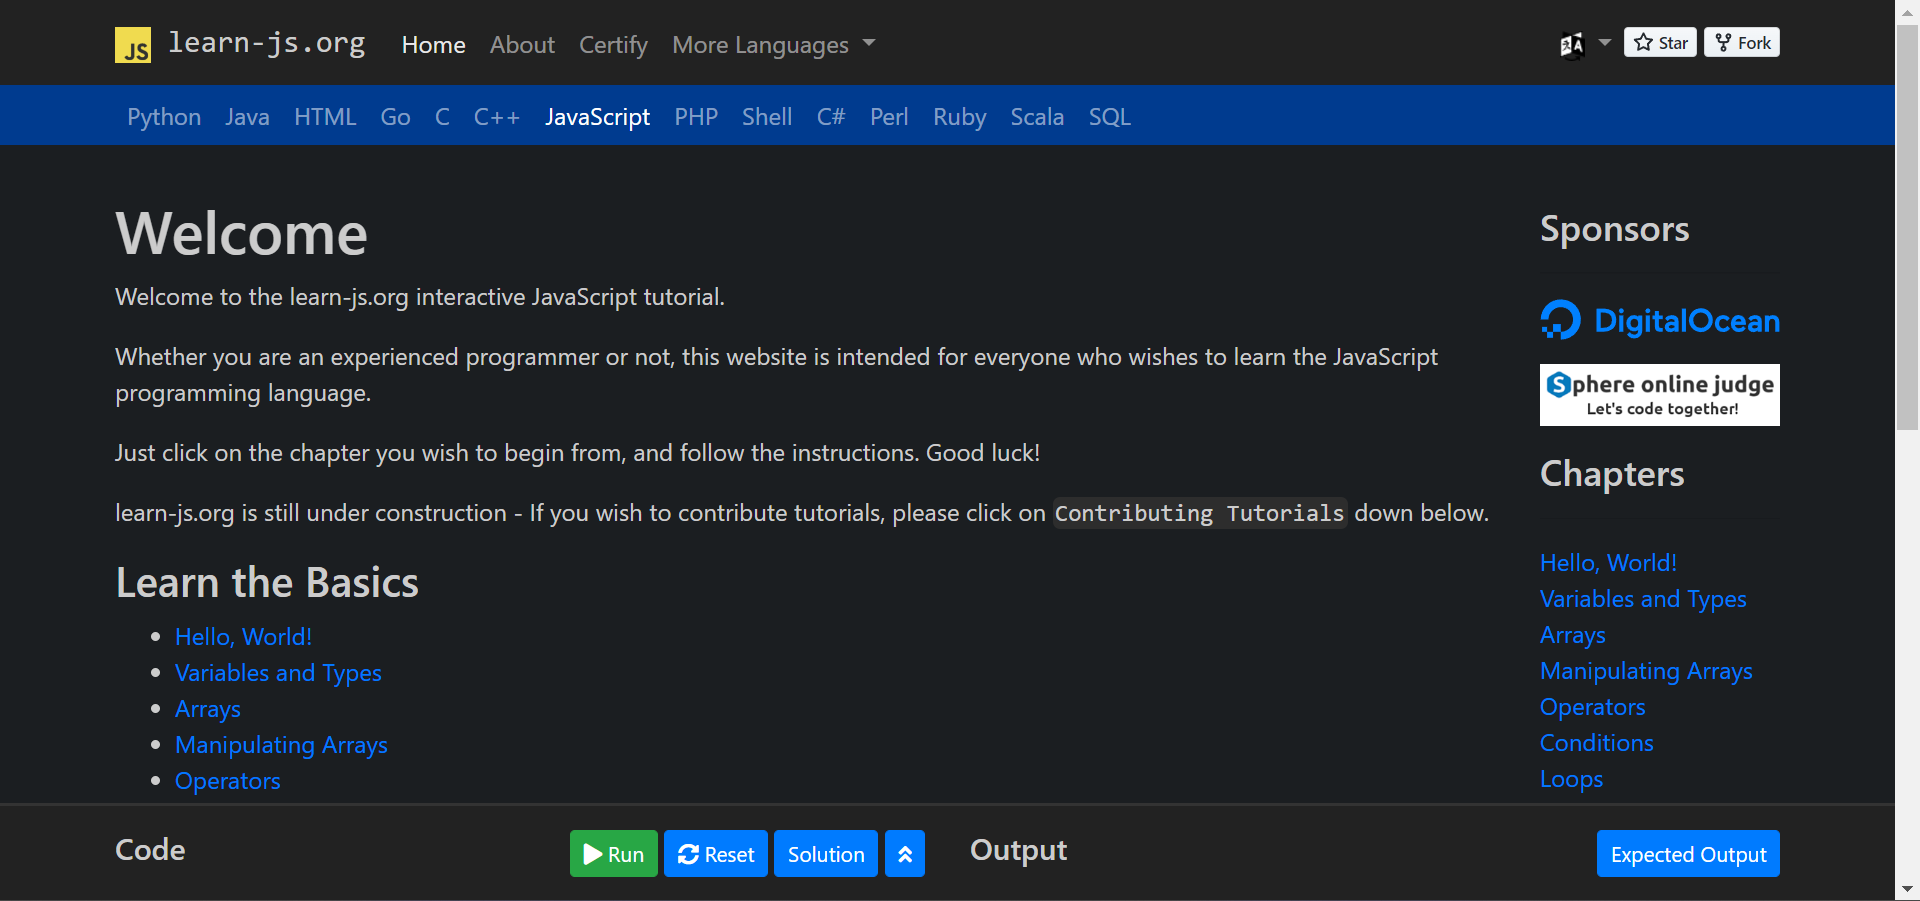 JS learn-js.org Home About Certify More Languages Star Fork
Python Java HTML Go C C++ JavaScript PHP Shell C# Perl Ruby Scala SQL
Welcome
Welcome to the learn-js.org interactive JavaScript tutorial.
Whether you are an experienced programmer or not, this website is intended for everyone who wishes to learn the JavaScript
programming language.
Just click on the chapter you wish to begin from, and follow the instructions. Good luck!
learn-js.org is still under construction - If you wish to contribute tutorials, please click on Contributing Tutorials down below.
Learn the Basics
Hello, World!
Variables and Types
Arrays
Manipulating Arrays
Operators
Sponsors
DigitalOcean
Sphere online judge
Let's code together!
Chapters
Hello, World!
Variables and Types
Arrays
Manipulating Arrays
Operators
Conditions
Loops
Code Run Reset Solution Output Expected Output